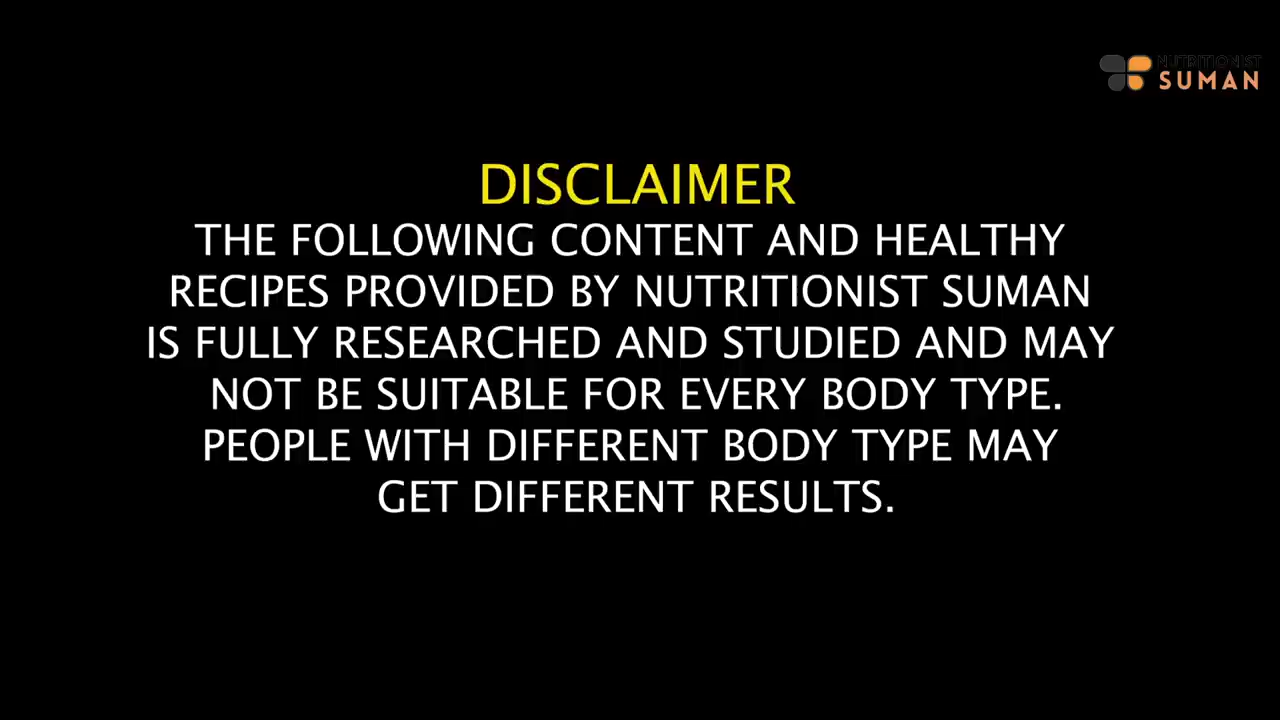 NUTRITIONIST
SUMAN
DISCLAIMER
THE FOLLOWING CONTENT AND HEALTHY
RECIPES PROVIDED BY NUTRITIONIST SUMAN
IS FULLY RESEARCHED AND STUDIED AND MAY
NOT BE SUITABLE FOR EVERY BODY TYPE.
PEOPLE WITH DIFFERENT BODY TYPE MAY
GET DIFFERENT RESULTS.